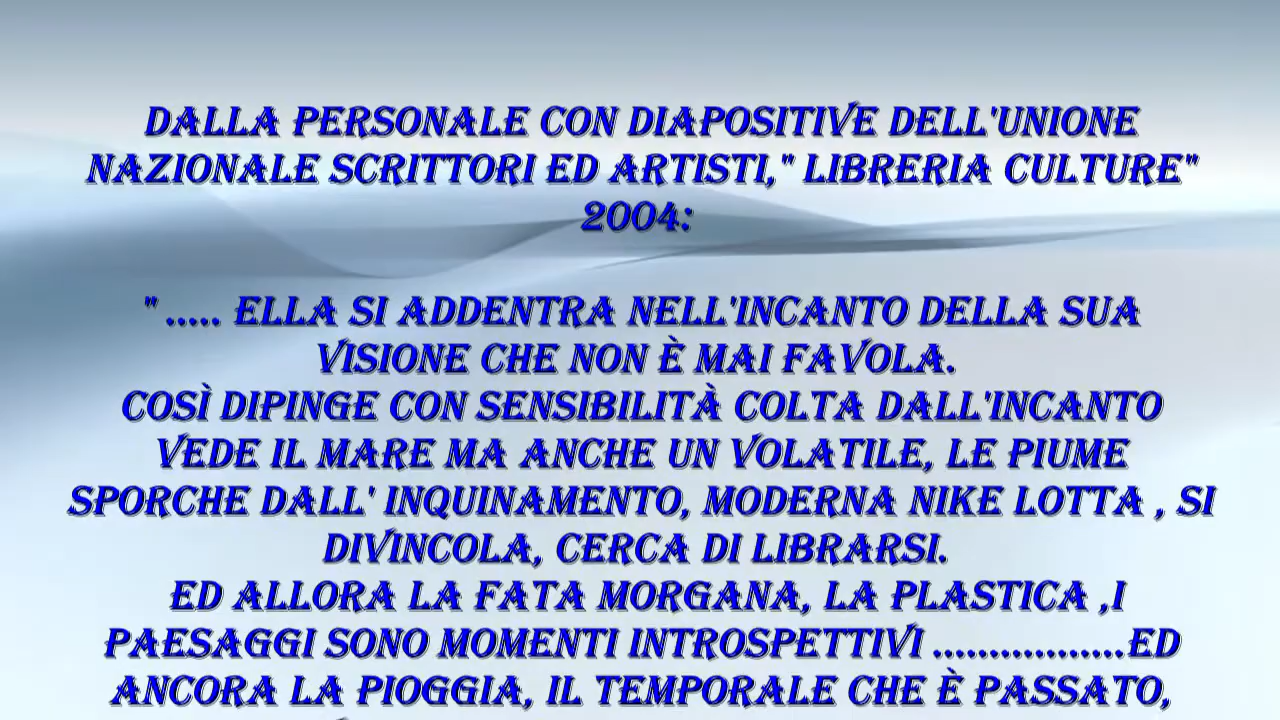 DALLA PERSONALE CON DIAPOSITIVE DELL'UNIONE
NAZIONALE SCRITTORI ED ARTISTI," LIBRERIA CULTURE"
2004:
" ..... ELLA SI ADDENTRA NELL'INCANTO DELLA SUA
VISIONE CHE NON È MAI FAVOLA.
COSÌ DIPINGE CON SENSIBILITÀ COLTA DALL'INCANTO
VEDE IL MARE MA ANCHE UN VOLATILE, LE PIUME
SPORCHE DALL' INQUINAMENTO, MODERNA NIKE LOTTA , SI
DIVINCOLA, CERCA DI LIBRARSI.
ED ALLORA LA FATA MORGANA, LA PLASTICA ,I
PAESAGGI SONO MOMENTI INTROSPETTIVI .................ED
ANCORA LA PIOGGIA, IL TEMPORALE CHE È PASSATO,